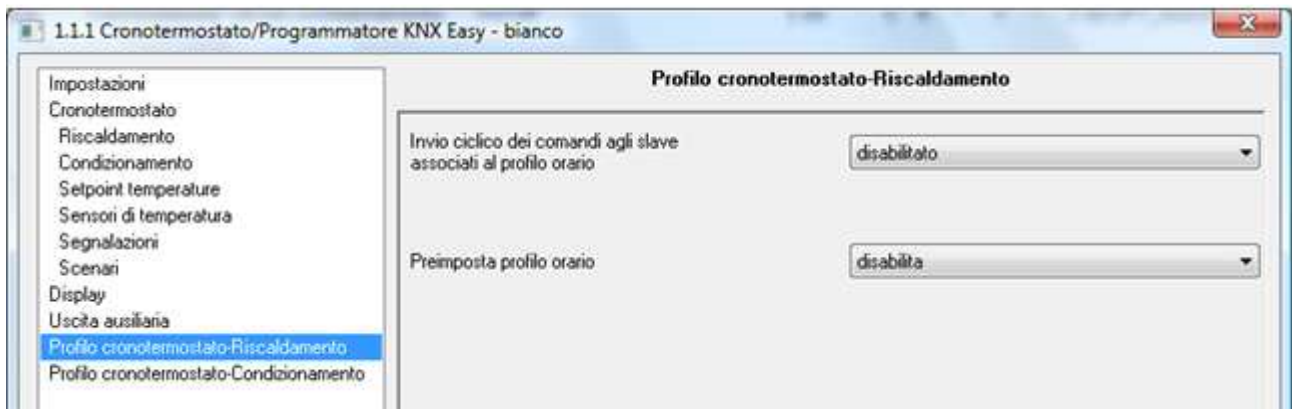 1.1.1 Cronotermostato/Programmatore KNX Easy - bianco
Impostazioni
Cronotermostato
Riscaldamento
Condizionamento
Setpoint temperature
Sensori di temperatura
Segnalazioni
Scenari
Display
Uscita ausiliaria
Profilo cronotermostato-Riscaldamento
Profilo cronotermostato-Condizionamento
Profilo cronotermostato-Riscaldamento
Invio ciclico dei comandi agli slave
associati al profilo orario
disabilitato
Preimposta profilo orario
disabilita